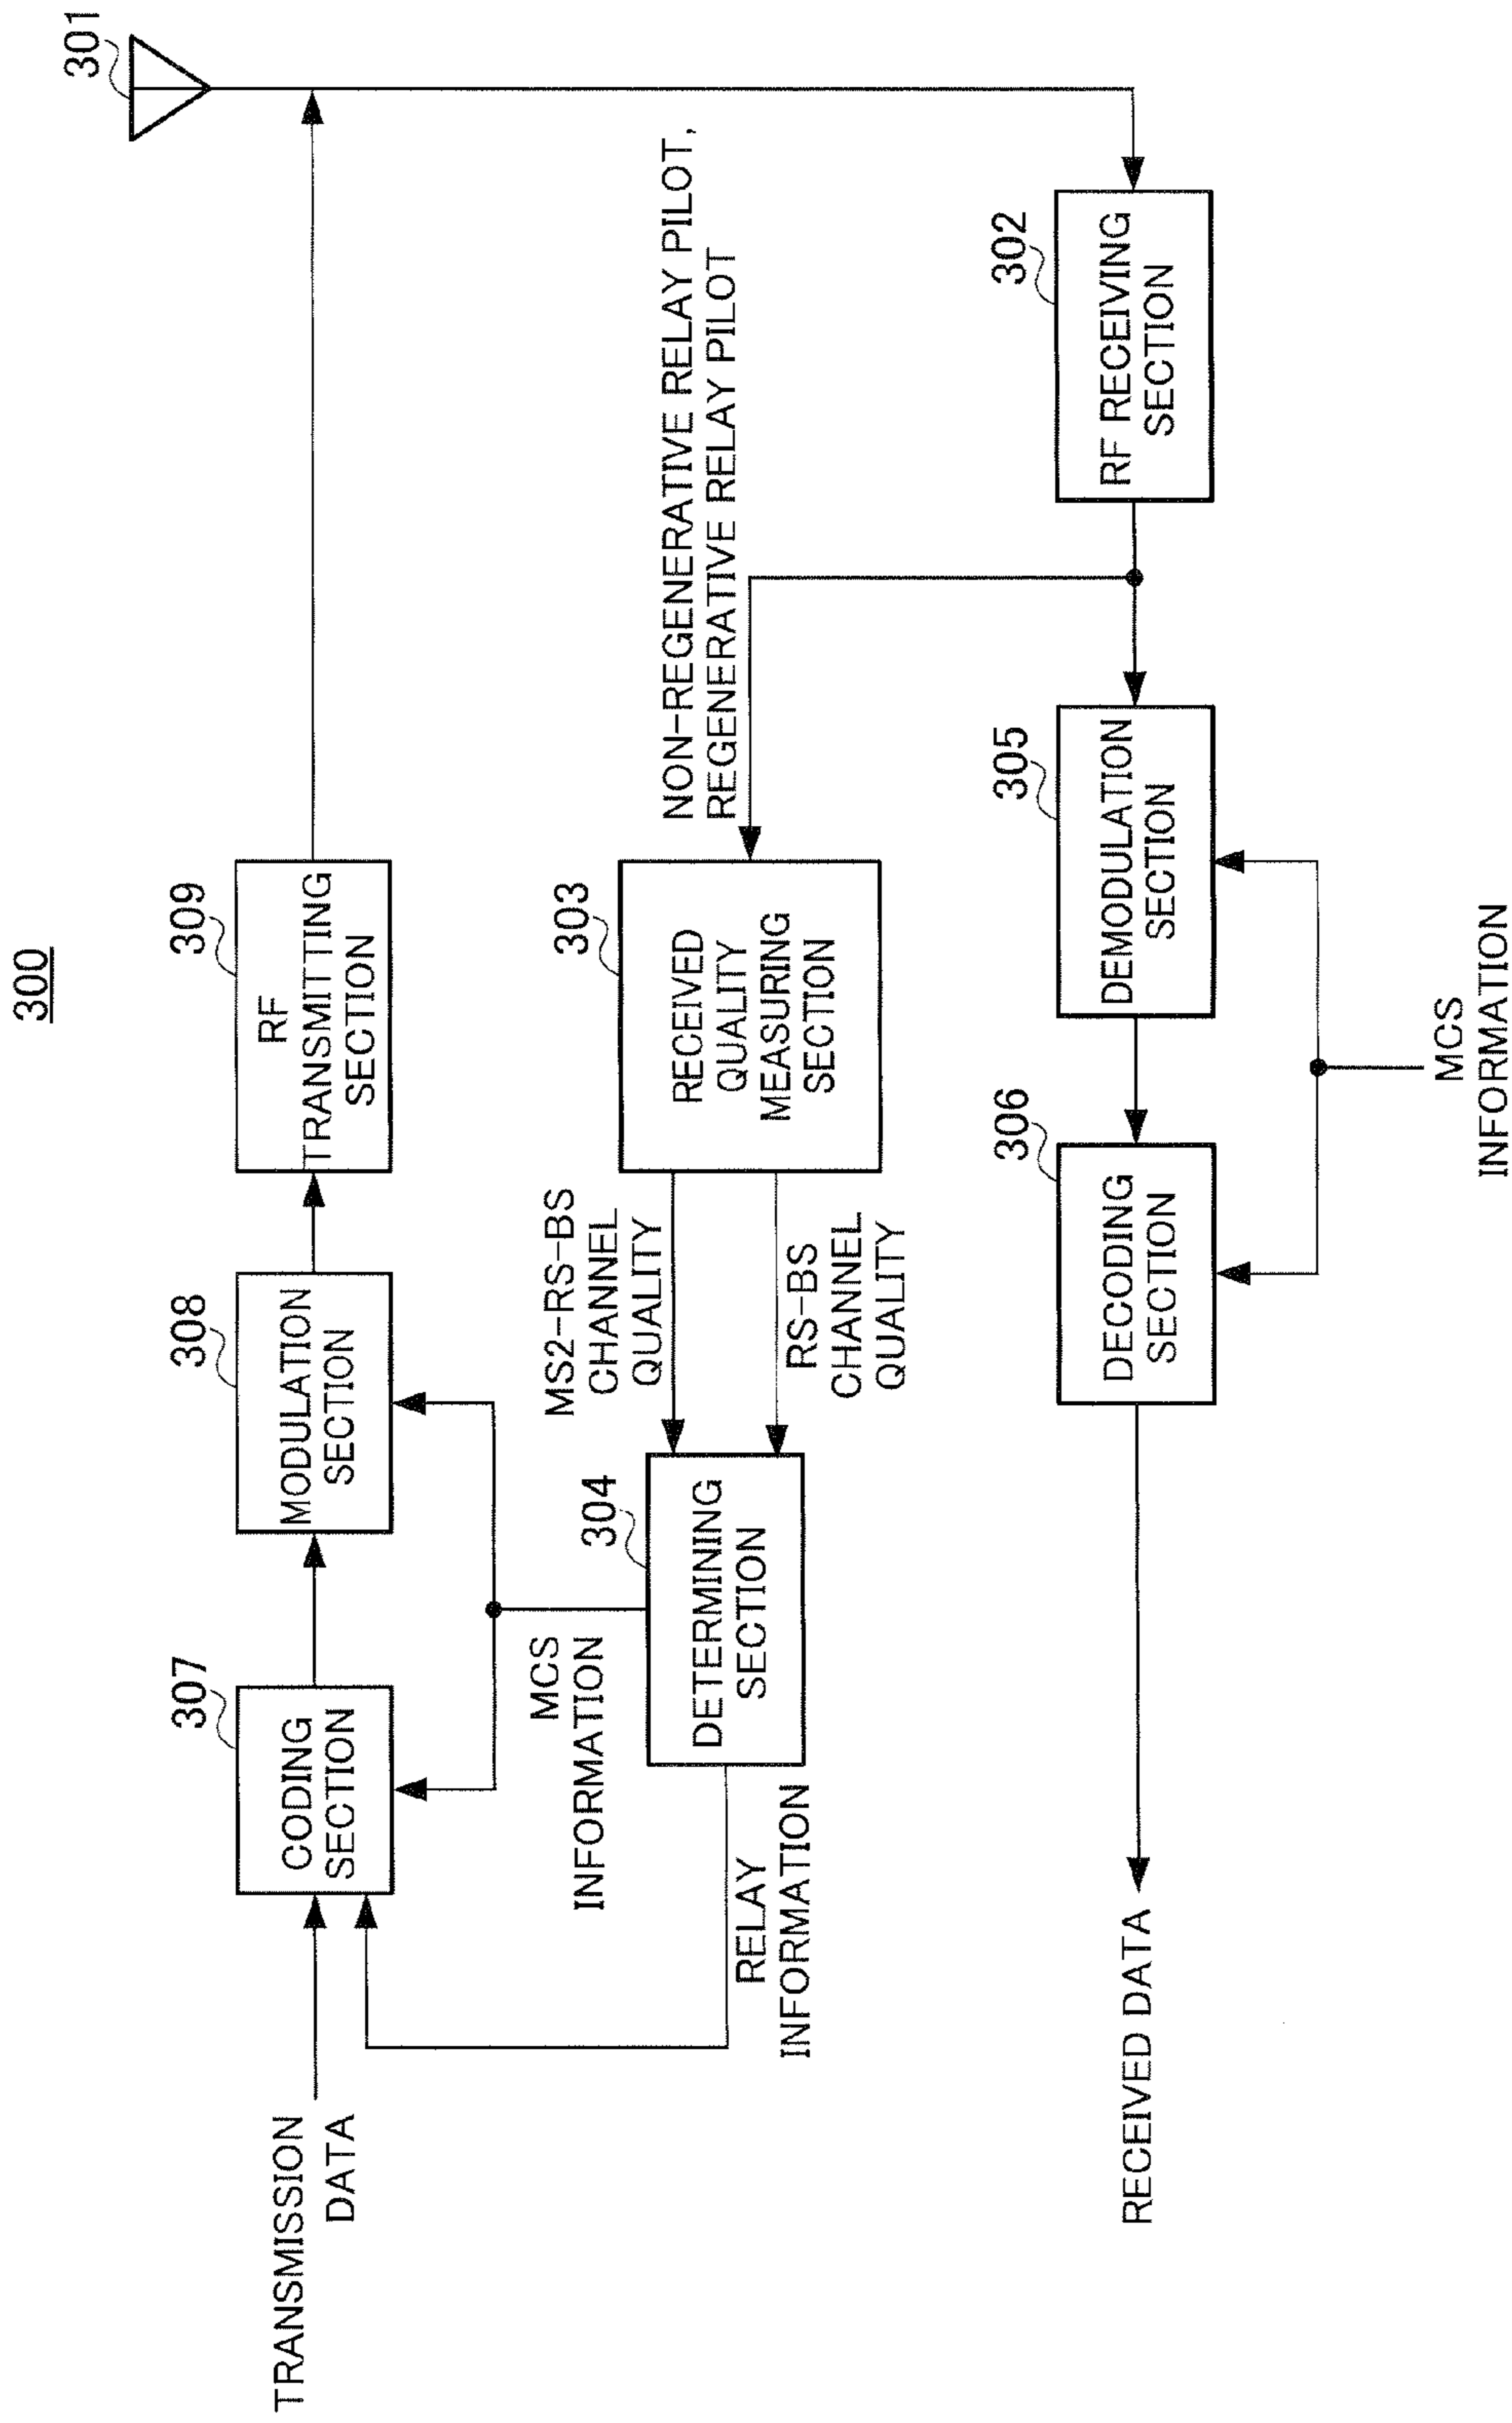 300
301
309
RF
TRANSMITTING
SECTION
308
MODULATION
SECTION
307
CODING
SECTION
TRANSMISSION
DATA
NON-REGENERATIVE RELAY PILOT,
REGENERATIVE RELAY PILOT
303
RECEIVED
QUALITY
MEASURING
SECTION
MS2-RS-BS
CHANNEL
QUALITY
RS-BS
CHANNEL
QUALITY
304
DETERMINING
SECTION
MCS
INFORMATION
RELAY
INFORMATION
302
RF RECEIVING
SECTION
305
DEMODULATION
SECTION
306
DECODING
SECTION
RECEIVED DATA
MCS
INFORMATION